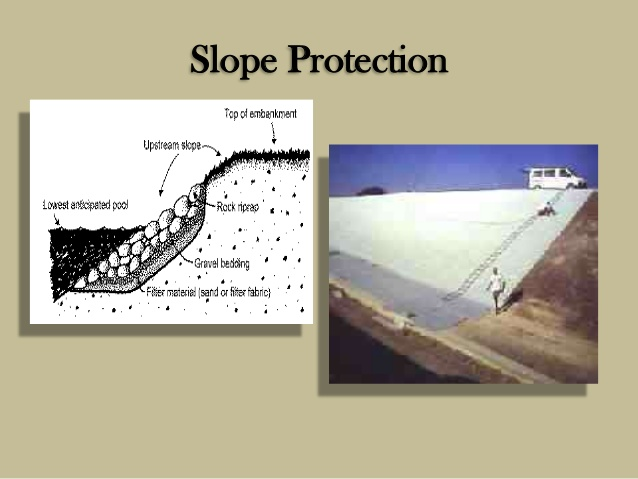 Slope Protection
Top of embankment
Upstream slope
Lowest anticipated pool
Rock riprap
Gravel bedding
Filter material (sand or filter fabric)